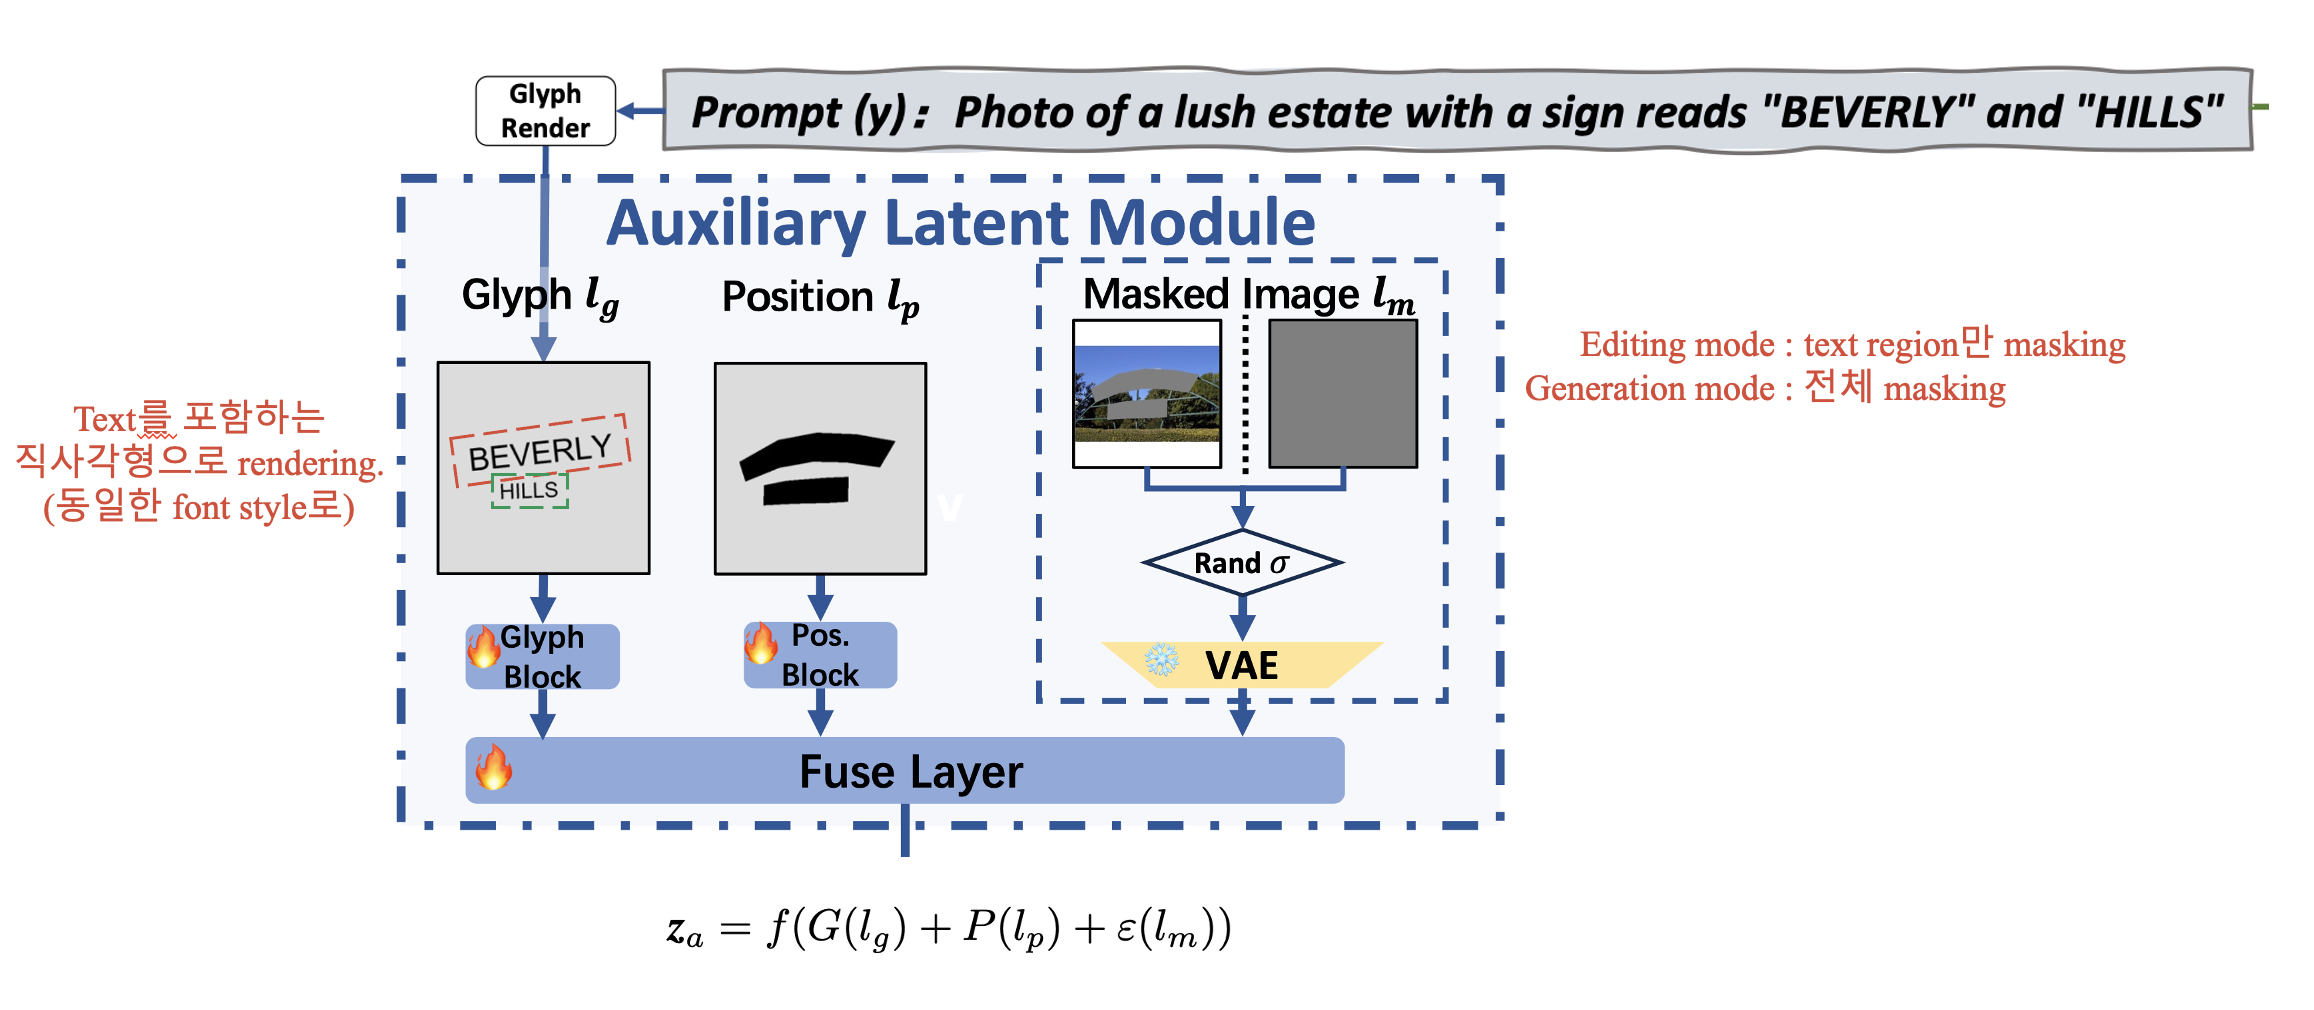 Glyph
Render
Prompt (y)： Photo of a lush estate with a sign reads "BEVERLY" and "HILLS"
Auxiliary Latent Module
Glyph l_g
Position l_p
Masked Image l_m
Editing mode : text region만 masking
Generation mode : 전체 masking
Text를 포함하는
직사각형으로 rendering.
(동일한 font style로)
BEVERLY
HILLS
v
Rand σ
Glyph
Block
Pos.
Block
VAE
Fuse Layer
z_a = f(G(l_g) + P(l_p) + ε(l_m))